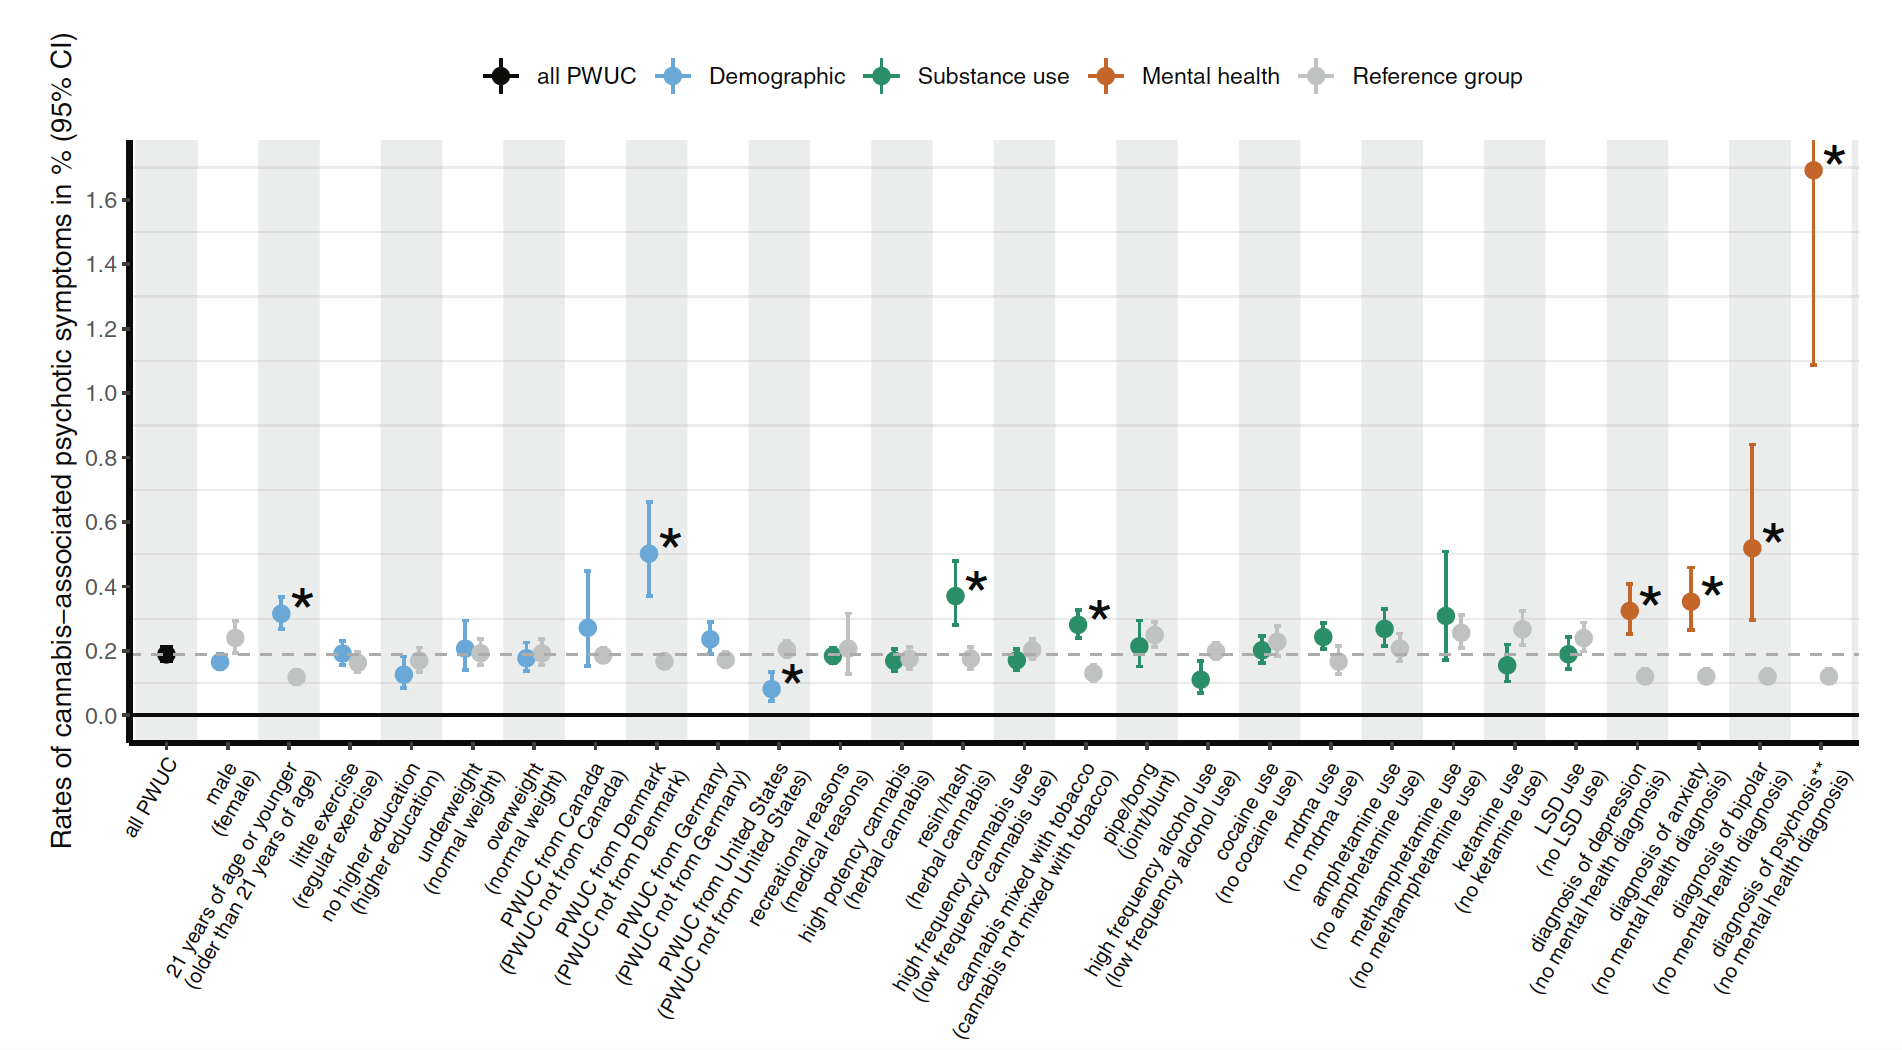 Rates of cannabis–associated psychotic symptoms in % (95% CI)
all PWUC
Demographic
Substance use
Mental health
Reference group
1.6
1.4
1.2
1.0
0.8
0.6
0.4
0.2
0.0
*
*
*
*
*
*
*
*
*
all PWUC
male
(female)
21 years of age or younger
(older than 21 years of age)
little exercise
(regular exercise)
no higher education
(higher education)
underweight
(normal weight)
overweight
(normal weight)
PWUC from Canada
(PWUC not from Canada)
PWUC from Denmark
(PWUC not from Denmark)
PWUC from Germany
(PWUC not from Germany)
PWUC from United States
(PWUC not from United States)
recreational reasons
(medical reasons)
high potency cannabis
(herbal cannabis)
resin/hash
(herbal cannabis)
high frequency cannabis use
(low frequency cannabis use)
cannabis mixed with tobacco
(cannabis not mixed with tobacco)
pipe/bong
(joint/blunt)
high frequency alcohol use
(low frequency alcohol use)
cocaine use
(no cocaine use)
mdma use
(no mdma use)
amphetamine use
(no amphetamine use)
methamphetamine use
(no methamphetamine use)
ketamine use
(no ketamine use)
LSD use
(no LSD use)
diagnosis of depression
(no mental health diagnosis)
diagnosis of anxiety
(no mental health diagnosis)
diagnosis of bipolar
(no mental health diagnosis)
diagnosis of psychosis**
(no mental health diagnosis)